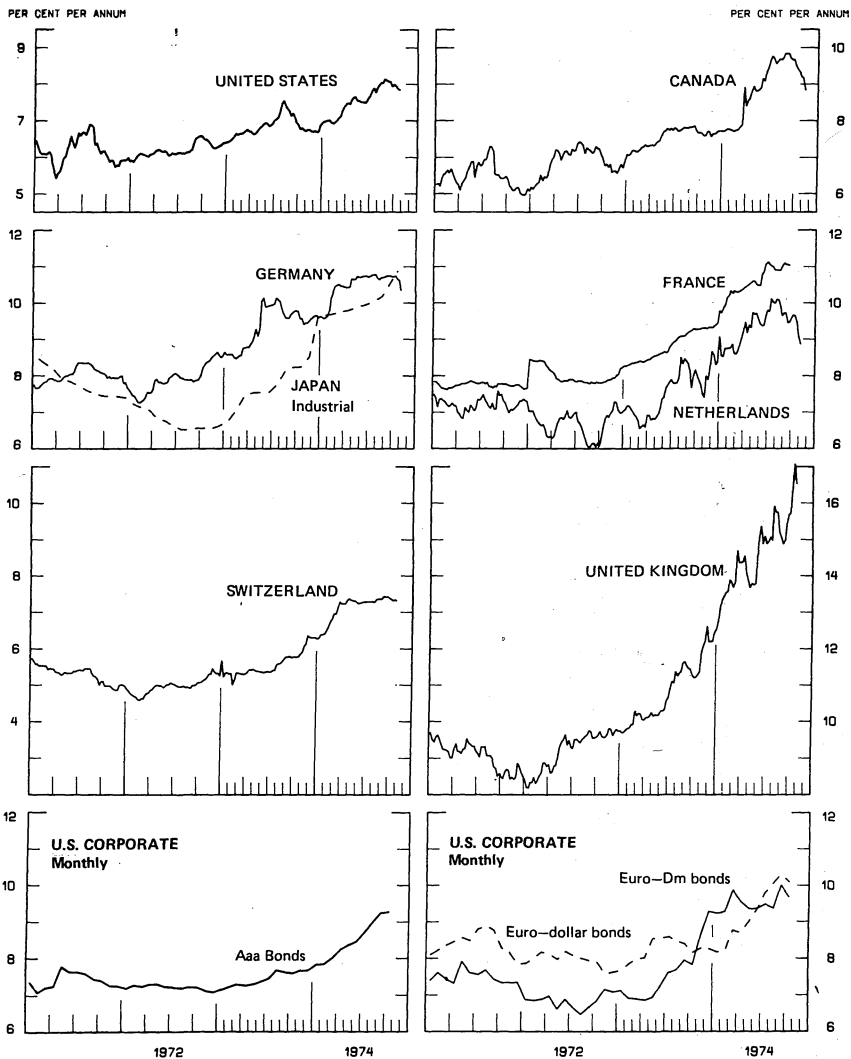 PER CENT PER ANNUM
PER CENT PER ANNUM
9
7
5
UNITED STATES
10
8
6
CANADA
12
10
8
6
GERMANY
JAPAN
Industrial
12
10
8
6
FRANCE
NETHERLANDS
10
8
6
4
SWITZERLAND
16
14
12
10
UNITED KINGDOM
12
10
8
6
U.S. CORPORATE
Monthly
Aaa Bonds
12
10
8
6
U.S. CORPORATE
Monthly
Euro–Dm bonds
Euro–dollar bonds
1972
1974
1972
1974